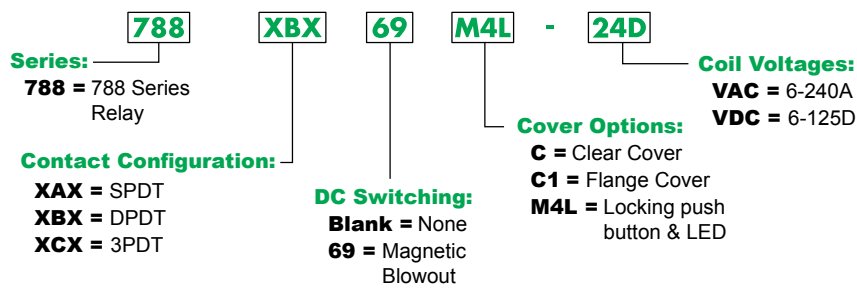 788 XBX 69 M4L - 24D
Series:
788 = 788 Series
Relay
Contact Configuration:
XAX = SPDT
XBX = DPDT
XCX = 3PDT
DC Switching:
Blank = None
69 = Magnetic
Blowout
Cover Options:
C = Clear Cover
C1 = Flange Cover
M4L = Locking push
button & LED
Coil Voltages:
VAC = 6-240A
VDC = 6-125D